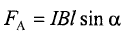 F_A = IBl sin α